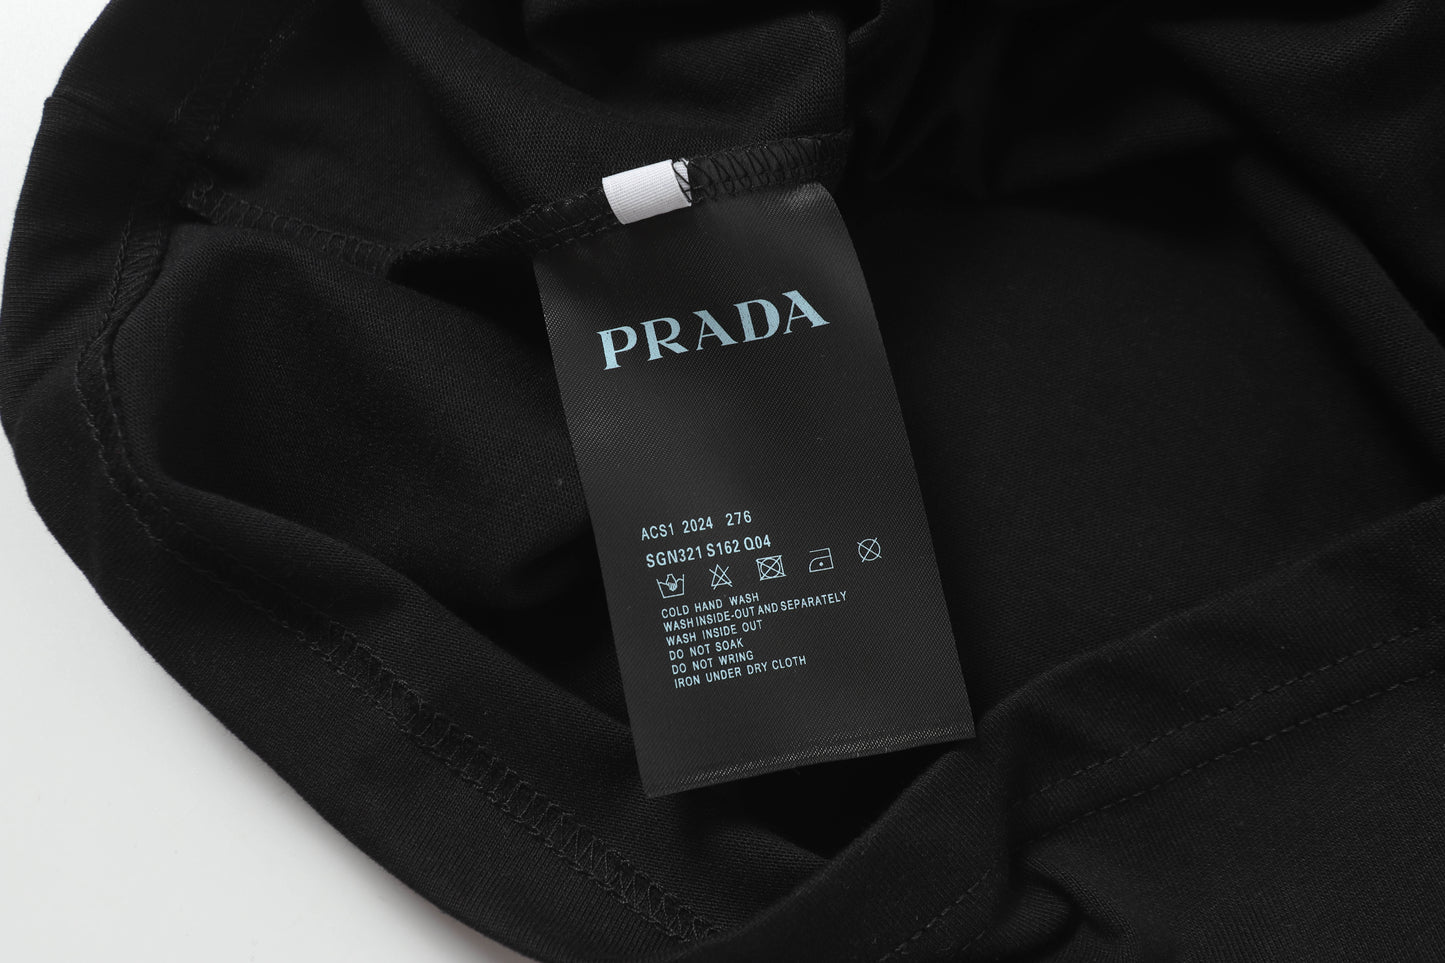 PRADA
ACS1 2024 276
SGN321 S162 Q04
COLD HAND WASH
WASH INSIDE-OUT AND SEPARATELY
WASH INSIDE OUT
DO NOT SOAK
DO NOT WRING
IRON UNDER DRY CLOTH